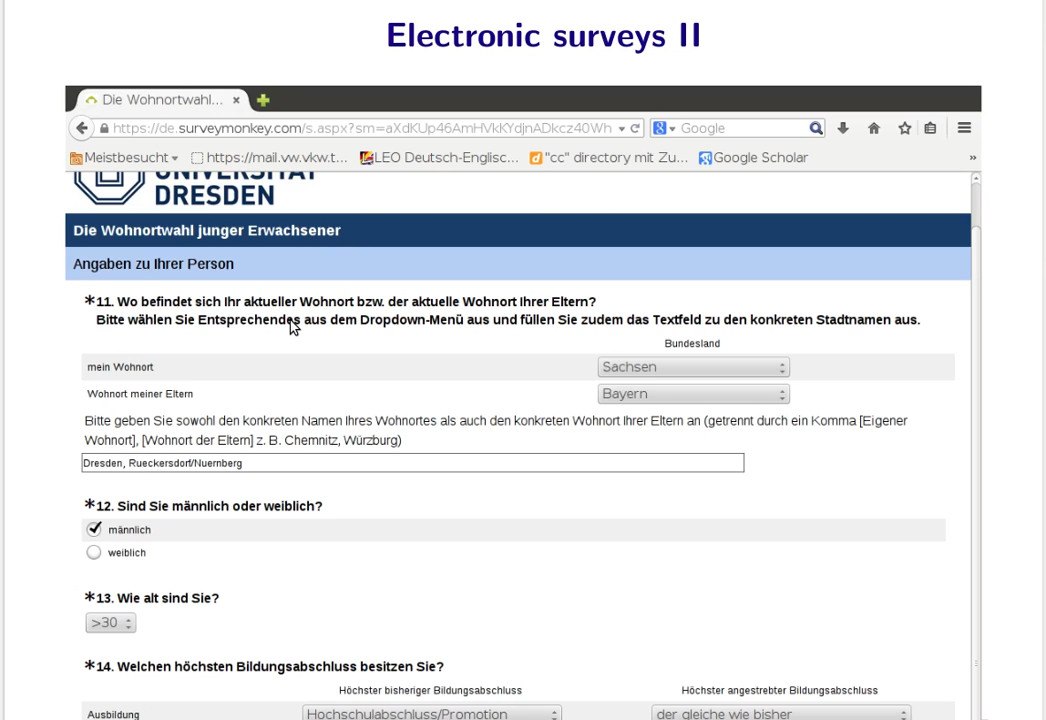 Electronic surveys II
Die Wohnortwahl...
https://de.surveymonkey.com/s.aspx?sm=aXdKUp46AmHVkKYdjnADkcz40Wh
Google
Meistbesucht https://mail.vw.vkw.t... LEO Deutsch-Englisc... "cc" directory mit Zu... Google Scholar »
UNIVERSITÄT
DRESDEN
Die Wohnortwahl junger Erwachsener
Angaben zu Ihrer Person
*11. Wo befindet sich Ihr aktueller Wohnort bzw. der aktuelle Wohnort Ihrer Eltern?
Bitte wählen Sie Entsprechendes aus dem Dropdown-Menü aus und füllen Sie zudem das Textfeld zu den konkreten Stadtnamen aus.
Bundesland
mein Wohnort Sachsen
Wohnort meiner Eltern Bayern
Bitte geben Sie sowohl den konkreten Namen Ihres Wohnortes als auch den konkreten Wohnort Ihrer Eltern an (getrennt durch ein Komma [Eigener
Wohnort], [Wohnort der Eltern] z. B. Chemnitz, Würzburg)
Dresden, Rueckersdorf/Nuernberg
*12. Sind Sie männlich oder weiblich?
männlich
weiblich
*13. Wie alt sind Sie?
>30
*14. Welchen höchsten Bildungsabschluss besitzen Sie?
Höchster bisheriger Bildungsabschluss Höchster angestrebter Bildungsabschluss
Ausbildung Hochschulabschluss/Promotion der gleiche wie bisher